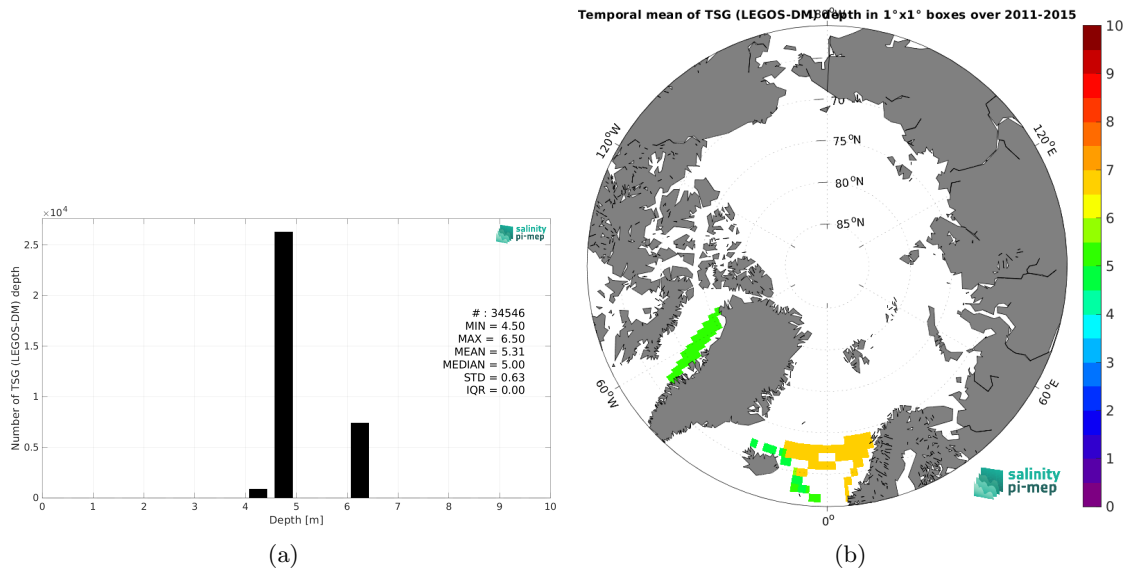 Temporal mean of TSG (LEGOS-DM) depth in 1°x1° boxes over 2011-2015
180°W
×10⁴
2.5
2
1.5
1
0.5
0
Number of TSG (LEGOS-DM) depth
0 1 2 3 4 5 6 7 8 9 10
Depth [m]
salinity
pi-mep
# : 34546
MIN = 4.50
MAX = 6.50
MEAN = 5.31
MEDIAN = 5.00
STD = 0.63
IQR = 0.00
(a)
120°W
60°W
0°
60°E
120°E
70
75°N
80°N
85°N
10
9
8
7
6
5
4
3
2
1
0
salinity
pi-mep
(b)